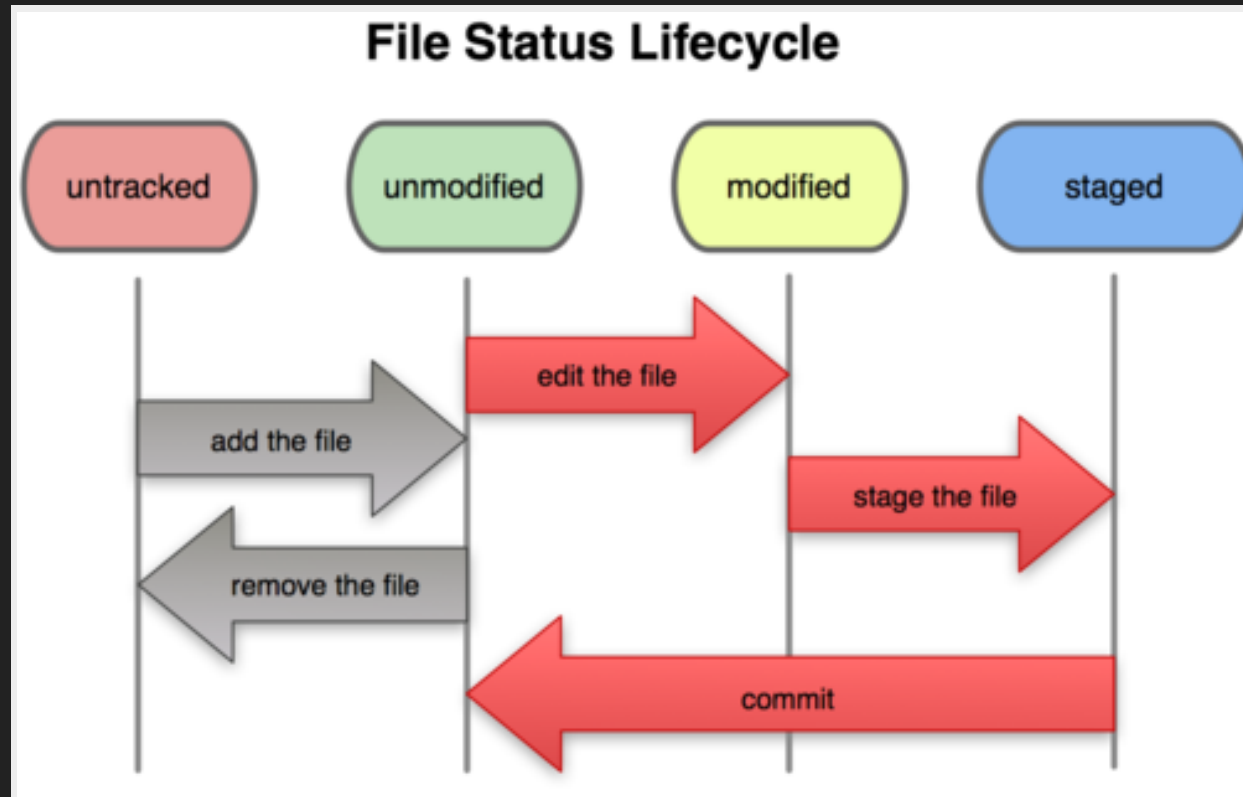 File Status Lifecycle
untracked
unmodified
modified
staged
edit the file
add the file
stage the file
remove the file
commit